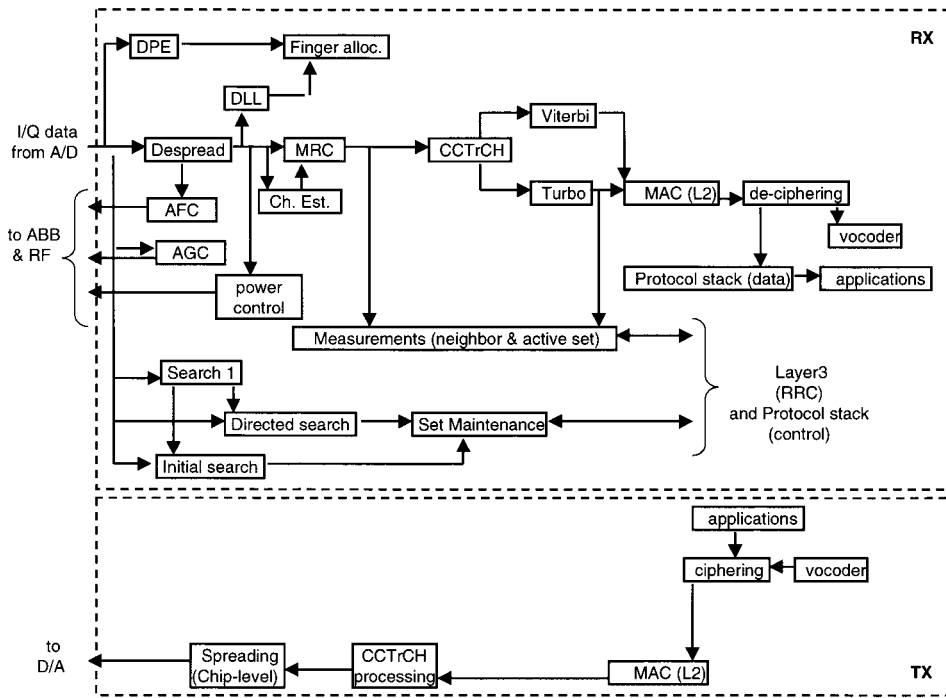 RX
DPE
Finger alloc.
DLL
I/Q data
from A/D
Despread
MRC
CCTrCH
Viterbi
Ch. Est.
Turbo
MAC (L2)
de-ciphering
AFC
to ABB
& RF
AGC
vocoder
power
control
Protocol stack (data)
applications
Measurements (neighbor & active set)
Search 1
Layer3
(RRC)
and Protocol stack
(control)
Directed search
Set Maintenance
Initial search
applications
ciphering
vocoder
to
D/A
Spreading
(Chip-level)
CCTrCH
processing
MAC (L2)
TX